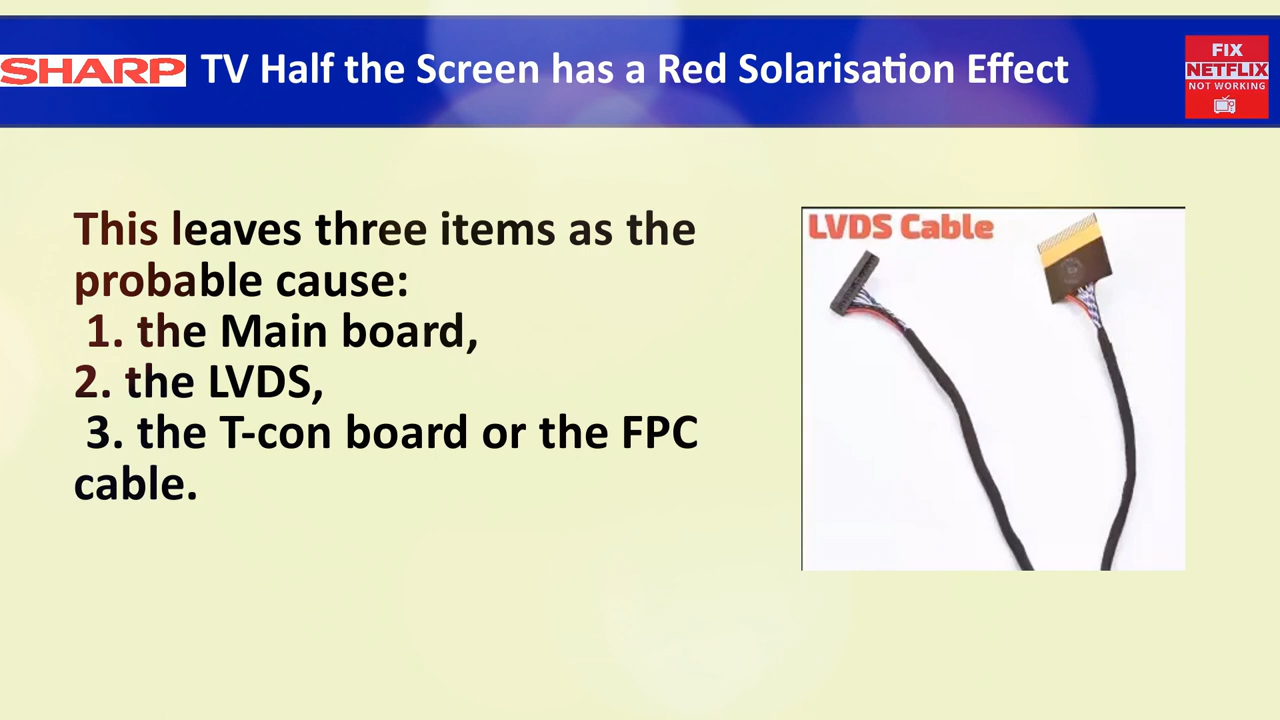 SHARP TV Half the Screen has a Red Solarisation Effect
FIX
NETFLIX
NOT WORKING
This leaves three items as the
probable cause:
1. the Main board,
2. the LVDS,
3. the T-con board or the FPC
cable.
LVDS Cable